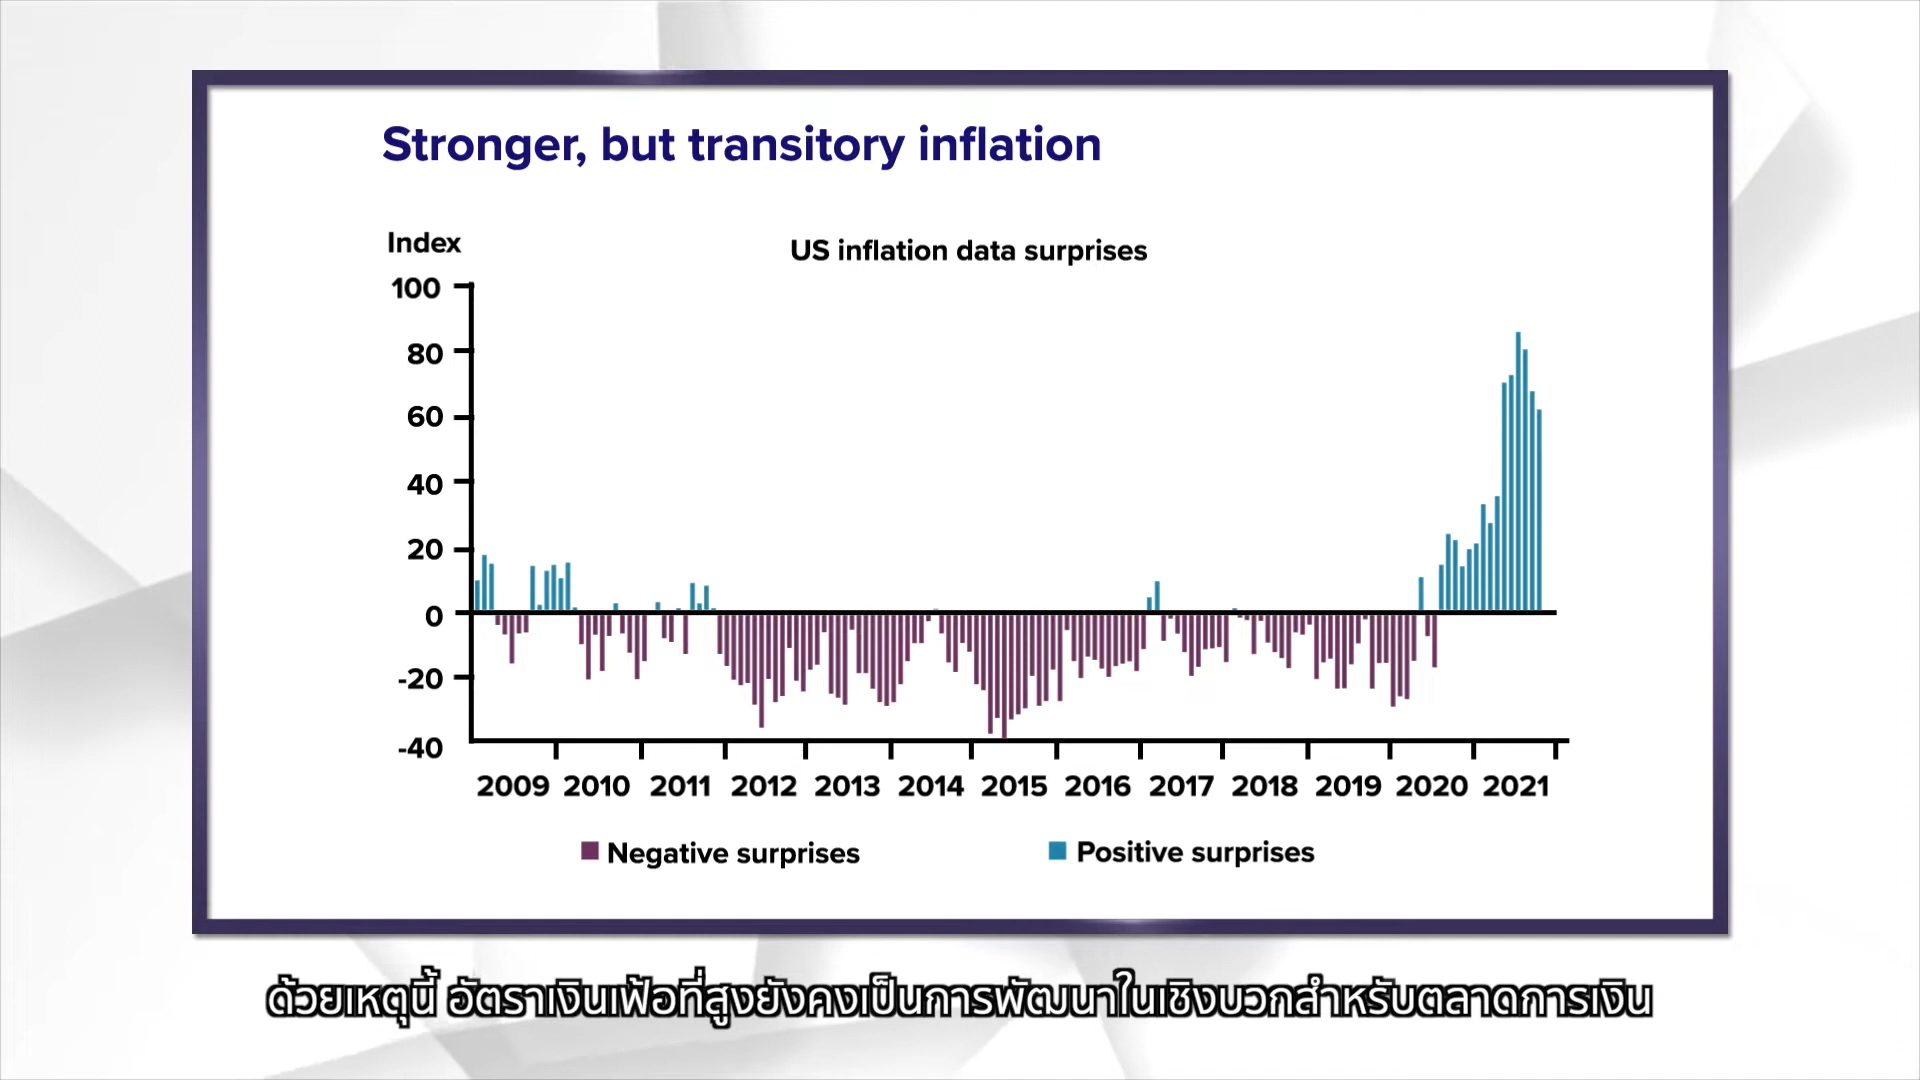 Stronger, but transitory inflation
Index
US inflation data surprises
100
80
60
40
20
0
-20
-40
2009 2010 2011 2012 2013 2014 2015 2016 2017 2018 2019 2020 2021
Negative surprises
Positive surprises
ด้วยเหตุนี้ อัตราเงินเฟ้อที่สูงยังคงเป็นการพัฒนาในเชิงบวกสำหรับตลาดการเงิน